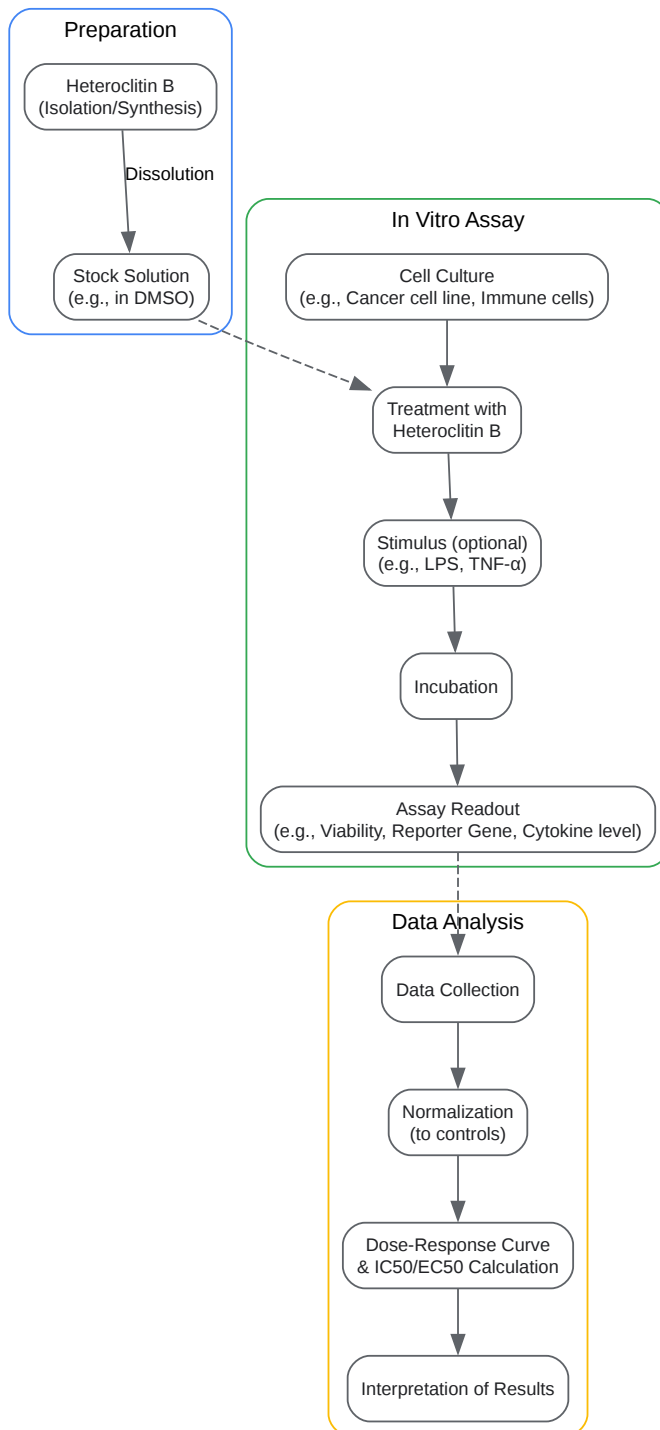 Preparation
Heteroclitin B
(Isolation/Synthesis)
Dissolution
Stock Solution
(e.g., in DMSO)
In Vitro Assay
Cell Culture
(e.g., Cancer cell line, Immune cells)
Treatment with
Heteroclitin B
Stimulus (optional)
(e.g., LPS, TNF-α)
Incubation
Assay Readout
(e.g., Viability, Reporter Gene, Cytokine level)
Data Analysis
Data Collection
Normalization
(to controls)
Dose-Response Curve
& IC50/EC50 Calculation
Interpretation of Results